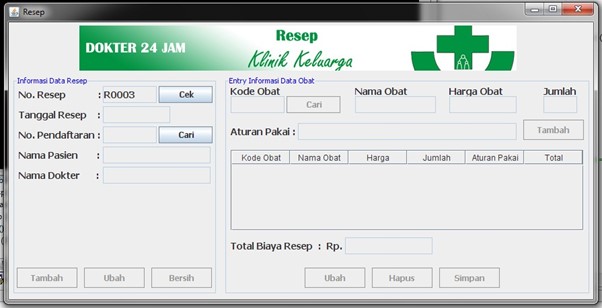 Resep
DOKTER 24 JAM
Resep
Klinik Keluarga
Informasi Data Resep
No. Resep : R0003 Cek
Tanggal Resep :
No. Pendaftaran : Cari
Nama Pasien :
Nama Dokter :
Tambah Ubah Bersih
Entry Informasi Data Obat
Kode Obat Nama Obat Harga Obat Jumlah
Cari
Aturan Pakai : Tambah
Kode Obat Nama Obat Harga Jumlah Aturan Pakai Total
Total Biaya Resep : Rp.
Ubah Hapus Simpan